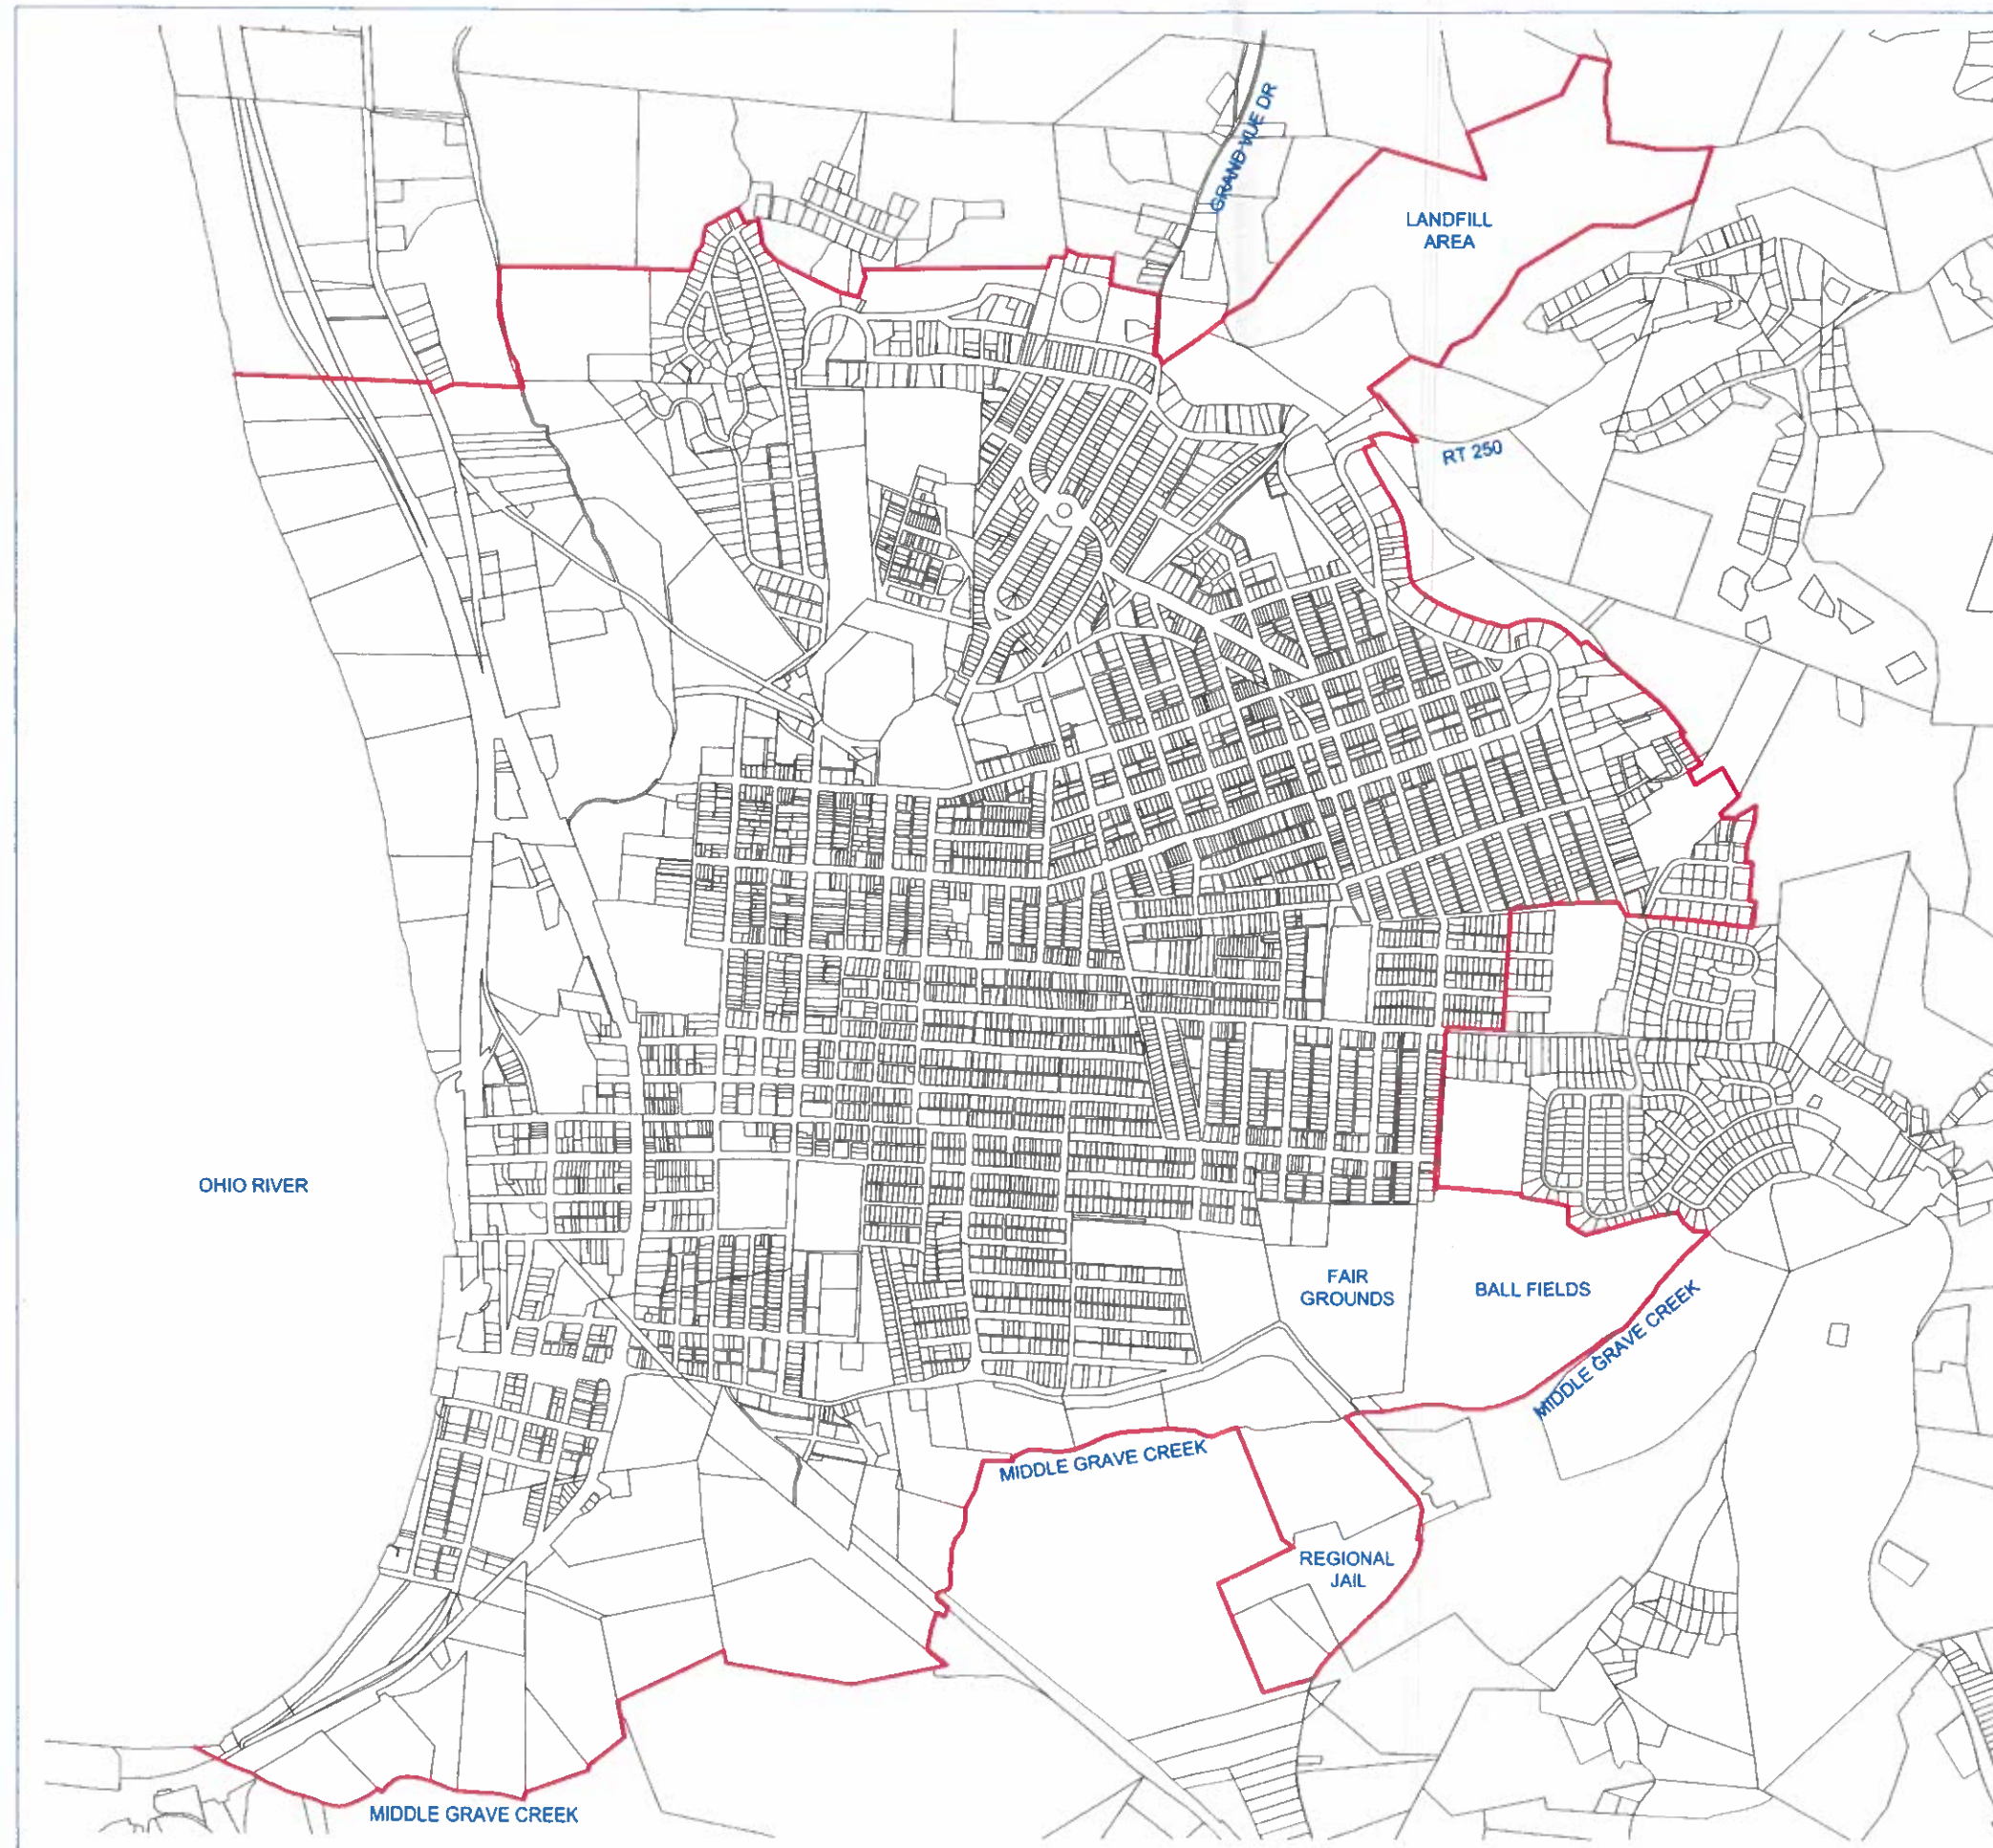 GRAND VUE DR
LANDFILL
AREA
RT 250
OHIO RIVER
FAIR
GROUNDS
BALL FIELDS
MIDDLE GRAVE CREEK
MIDDLE GRAVE CREEK
REGIONAL
JAIL
MIDDLE GRAVE CREEK